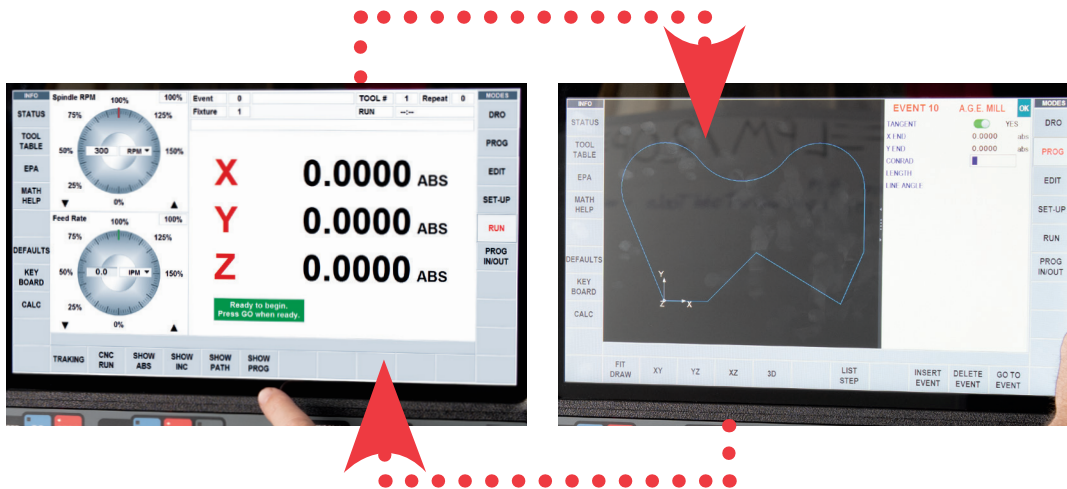 INFO
STATUS
TOOL
TABLE
EPA
MATH
HELP
DEFAULTS
KEY
BOARD
CALC
Spindle RPM 100% 100%
75% 125%
50% 300 RPM 150%
25%
0%
Feed Rate 100% 100%
75% 125%
50% 0.0 IPM 150%
25%
0%
Event 0 TOOL # 1 Repeat 0
Fixture 1 RUN --:--
X 0.0000 ABS
Y 0.0000 ABS
Z 0.0000 ABS
Ready to begin.
Press GO when ready.
MODES
DRO
PROG
EDIT
SET-UP
RUN
PROG
IN/OUT
TRAKING
CNC
RUN
SHOW
ABS
SHOW
INC
SHOW
PATH
SHOW
PROG
INFO
STATUS
TOOL
TABLE
EPA
MATH
HELP
DEFAULTS
KEY
BOARD
CALC
Y
Z X
EVENT 10 A.G.E. MILL OK
TANGENT YES
X END 0.0000 abs
Y END 0.0000 abs
CONRAD
LENGTH
LINE ANGLE
MODES
DRO
PROG
EDIT
SET-UP
RUN
PROG
IN/OUT
FIT
DRAW
XY
YZ
XZ
3D
LIST
STEP
INSERT
EVENT
DELETE
EVENT
GO TO
EVENT